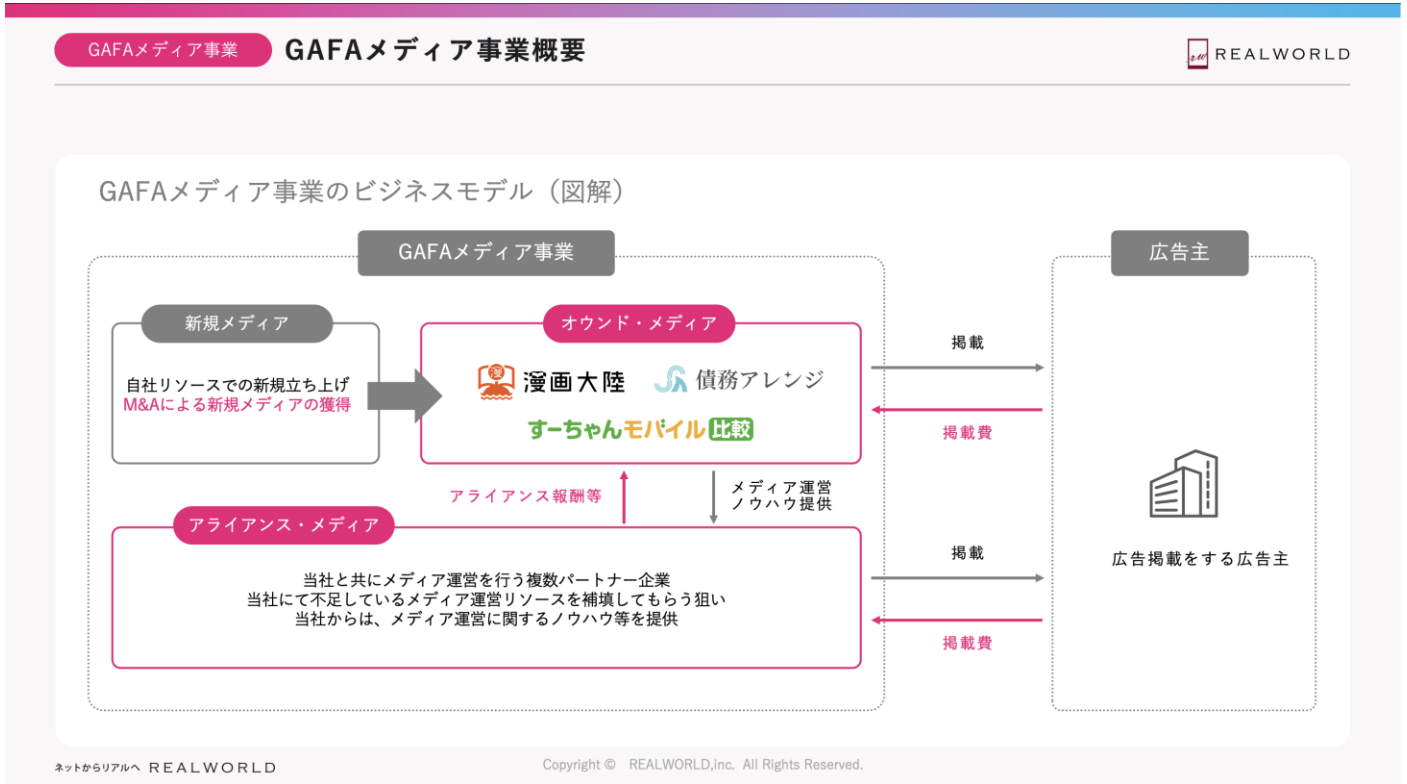 GAFAメディア事業
GAFAメディア事業概要
REALWORLD
GAFAメディア事業のビジネスモデル（図解）
GAFAメディア事業
広告主
新規メディア
自社リソースでの新規立ち上げ
M&Aによる新規メディアの獲得
オウンド・メディア
漫画大陸
債務アレンジ
すーちゃんモバイル比較
掲載
掲載費
アライアンス報酬等
メディア運営
ノウハウ提供
アライアンス・メディア
当社と共にメディア運営を行う複数パートナー企業
当社にて不足しているメディア運営リソースを補填してもらう狙い
当社からは、メディア運営に関するノウハウ等を提供
掲載
掲載費
広告掲載をする広告主
ネットからリアルへ REALWORLD
Copyright © REALWORLD,inc. All Rights Reserved.